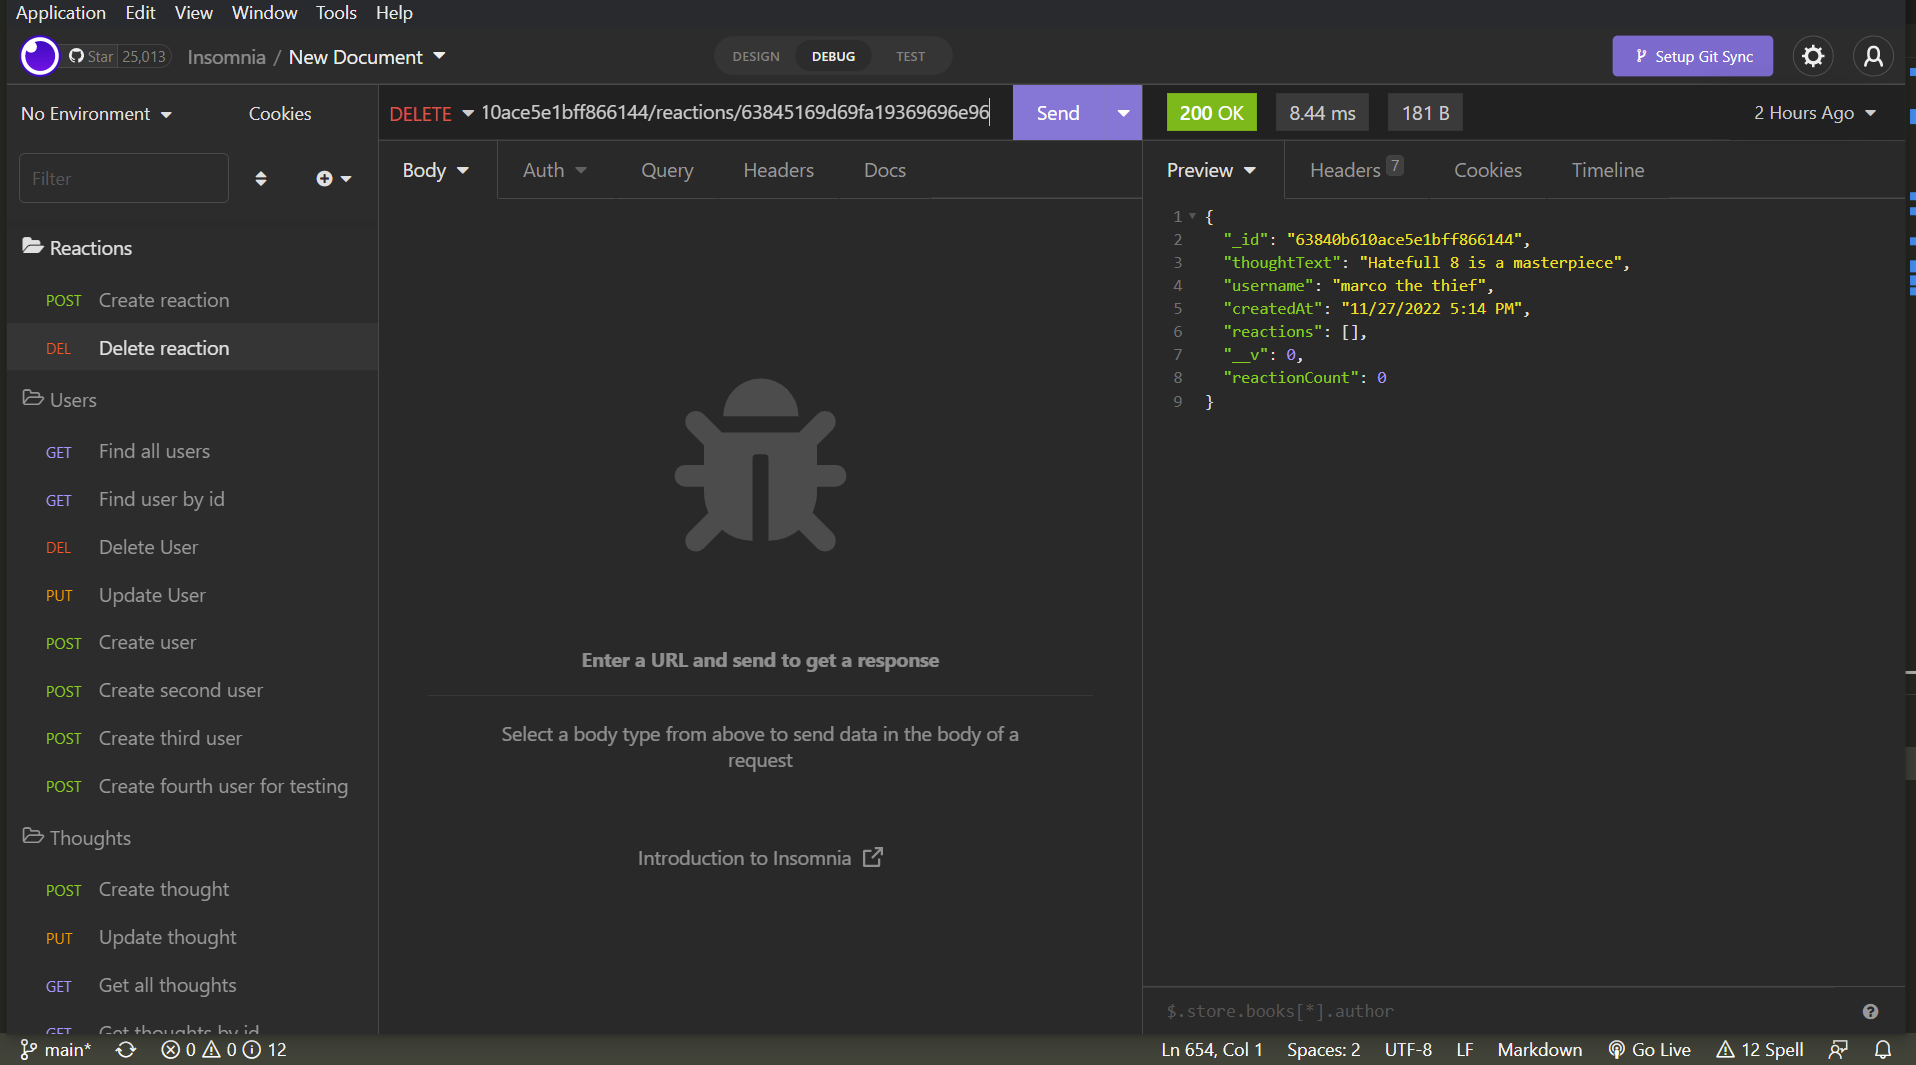 Application Edit View Window Tools Help
Star 25,013 Insomnia / New Document DESIGN DEBUG TEST Setup Git Sync
No Environment Cookies
Filter
Reactions
POST Create reaction
DEL Delete reaction
Users
GET Find all users
GET Find user by id
DEL Delete User
PUT Update User
POST Create user
POST Create second user
POST Create third user
POST Create fourth user for testing
Thoughts
POST Create thought
PUT Update thought
GET Get all thoughts
GET Get thoughts by id
DELETE 10ace5e1bff866144/reactions/63845169d69fa19369696e96 Send
Body Auth Query Headers Docs
Enter a URL and send to get a response
Select a body type from above to send data in the body of a
request
Introduction to Insomnia
200 OK 8.44 ms 181 B 2 Hours Ago
Preview Headers 7 Cookies Timeline
1 {
2 "_id": "63840b610ace5e1bff866144",
3 "thoughtText": "Hatefull 8 is a masterpiece",
4 "username": "marco the thief",
5 "createdAt": "11/27/2022 5:14 PM",
6 "reactions": [],
7 "__v": 0,
8 "reactionCount": 0
9 }
$.store.books[*].author
main* 0 0 12 Ln 654, Col 1 Spaces: 2 UTF-8 LF Markdown Go Live 12 Spell